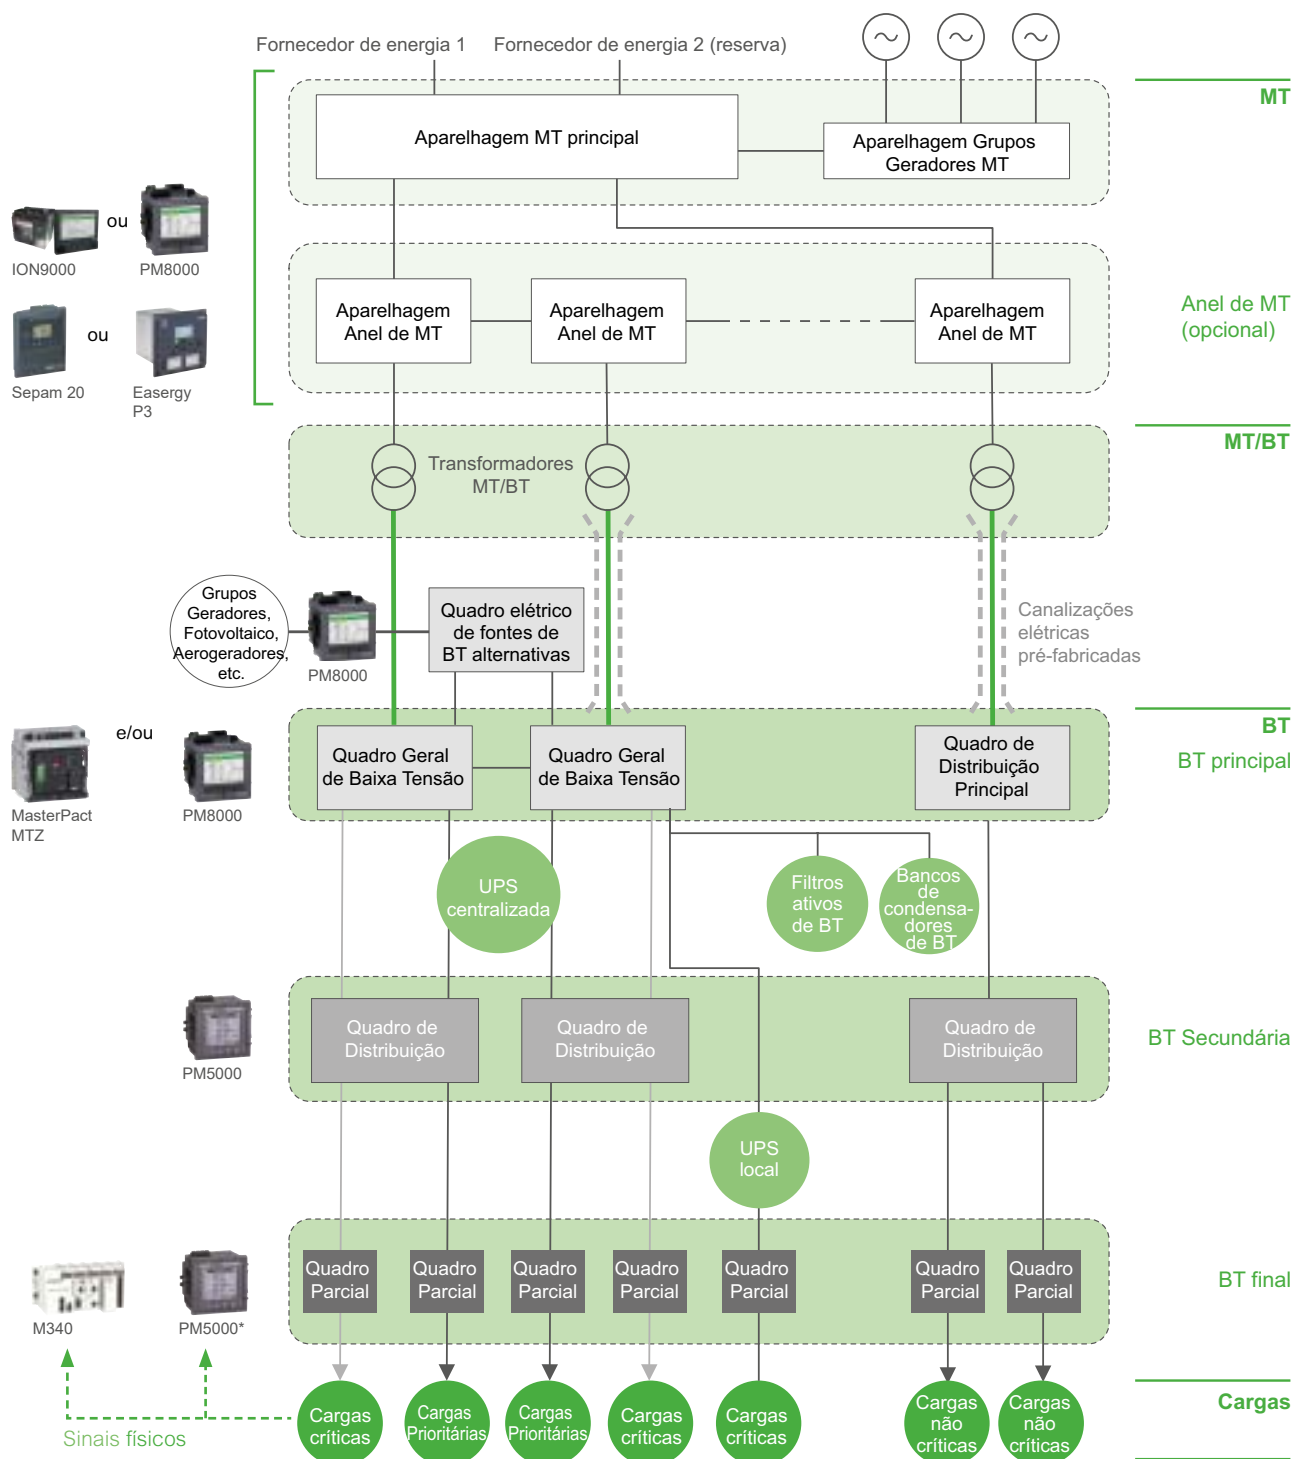 Fornecedor de energia 1
Fornecedor de energia 2 (reserva)
MT
Aparelhagem MT principal
Aparelhagem Grupos
Geradores MT
ou
ION9000
PM8000
ou
Sepam 20
Easergy
P3
Aparelhagem
Anel de MT
Aparelhagem
Anel de MT
Aparelhagem
Anel de MT
Anel de MT
(opcional)
MT/BT
Transformadores
MT/BT
Grupos
Geradores,
Fotovoltaico,
Aerogeradores,
etc.
PM8000
Quadro elétrico
de fontes de
BT alternativas
Canalizações
elétricas
pré-fabricadas
e/ou
MasterPact
MTZ
PM8000
Quadro Geral
de Baixa Tensão
Quadro Geral
de Baixa Tensão
Quadro de
Distribuição
Principal
BT
BT principal
UPS
centralizada
Filtros
ativos
de BT
Bancos
de
condensa-
dores
de BT
PM5000
Quadro de
Distribuição
Quadro de
Distribuição
Quadro de
Distribuição
BT Secundária
UPS
local
M340
PM5000*
Quadro
Parcial
Quadro
Parcial
Quadro
Parcial
Quadro
Parcial
Quadro
Parcial
Quadro
Parcial
Quadro
Parcial
BT final
Sinais físicos
Cargas
críticas
Cargas
Prioritárias
Cargas
Prioritárias
Cargas
críticas
Cargas
críticas
Cargas
não
críticas
Cargas
não
críticas
Cargas